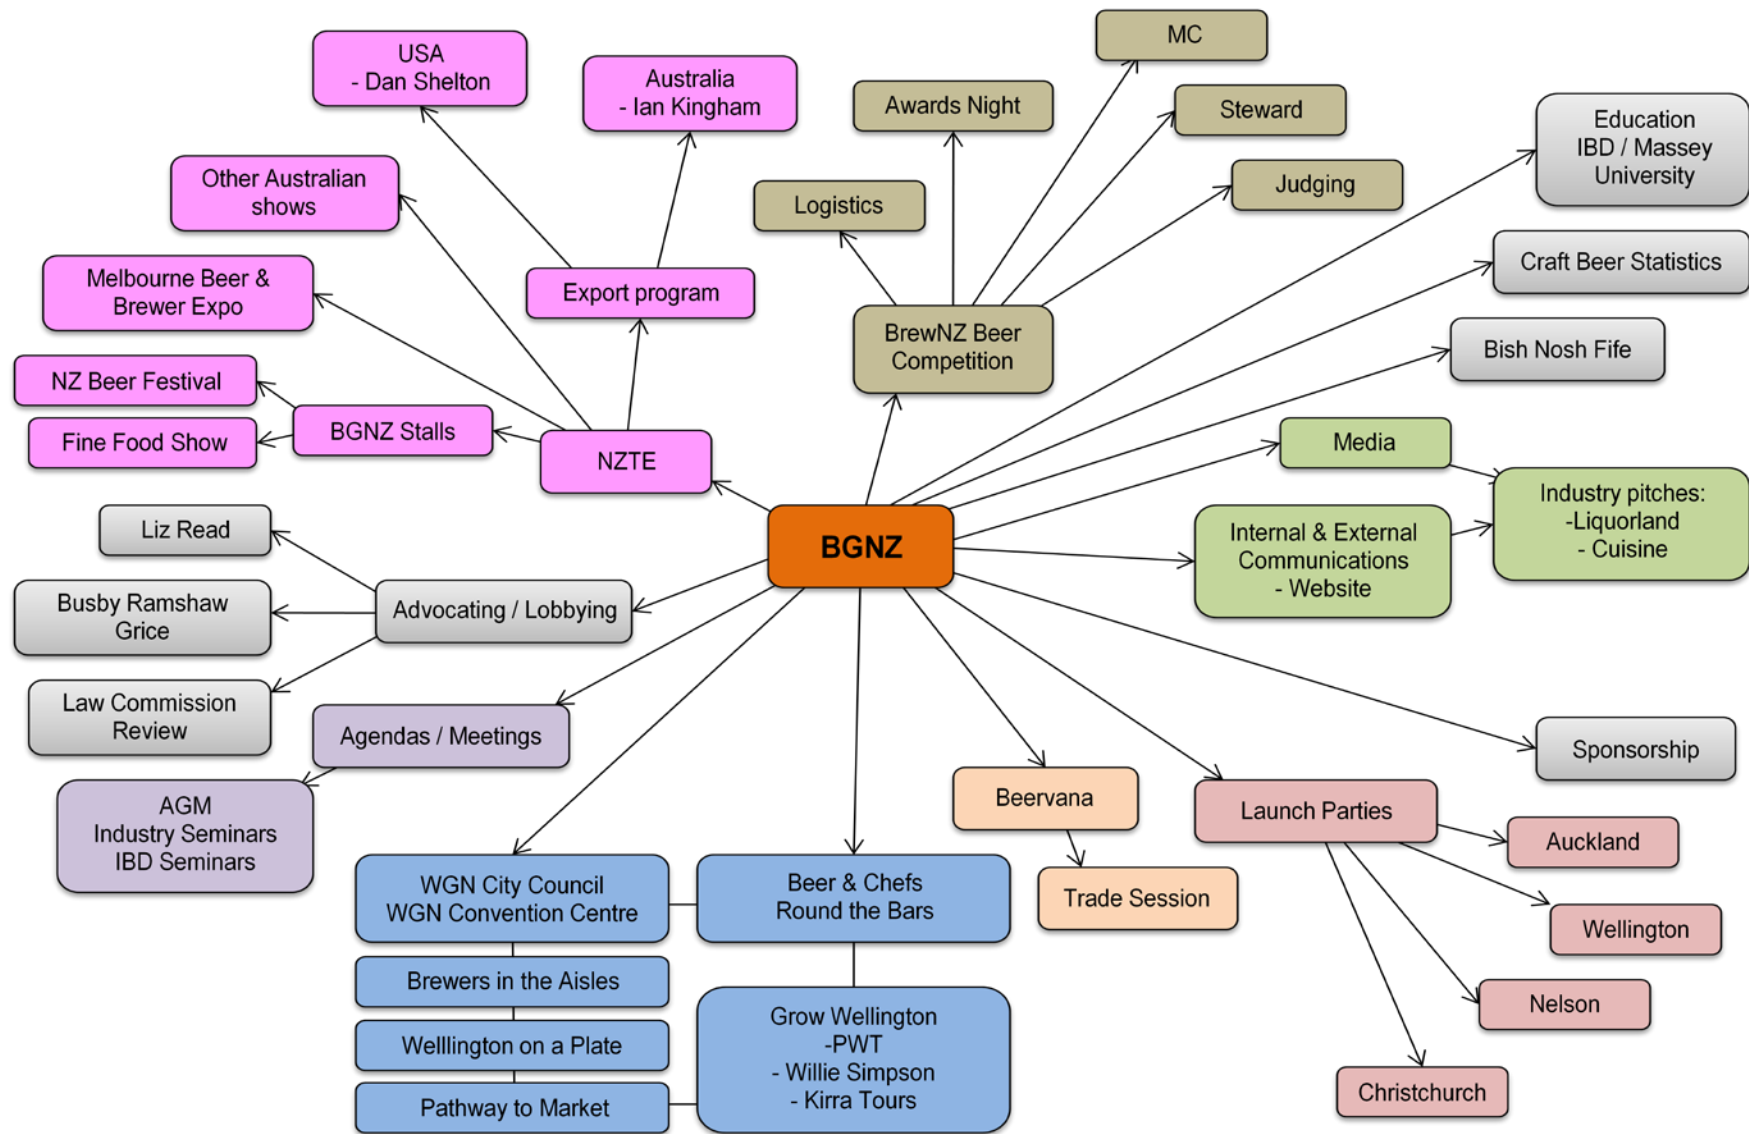 MC
USA
- Dan Shelton
Australia
- Ian Kingham
Awards Night
Steward
Education
IBD / Massey
University
Other Australian
shows
Logistics
Judging
Melbourne Beer &
Brewer Expo
Export program
Craft Beer Statistics
BrewNZ Beer
Competition
Bish Nosh Fife
NZ Beer Festival
BGNZ Stalls
Fine Food Show
NZTE
Media
Industry pitches:
-Liquorland
- Cuisine
Liz Read
BGNZ
Internal & External
Communications
- Website
Busby Ramshaw
Grice
Advocating / Lobbying
Law Commission
Review
Agendas / Meetings
Sponsorship
AGM
Industry Seminars
IBD Seminars
Beervana
Launch Parties
Auckland
WGN City Council
WGN Convention Centre
Beer & Chefs
Round the Bars
Trade Session
Wellington
Brewers in the Aisles
Nelson
Welllington on a Plate
Grow Wellington
-PWT
- Willie Simpson
- Kirra Tours
Pathway to Market
Christchurch